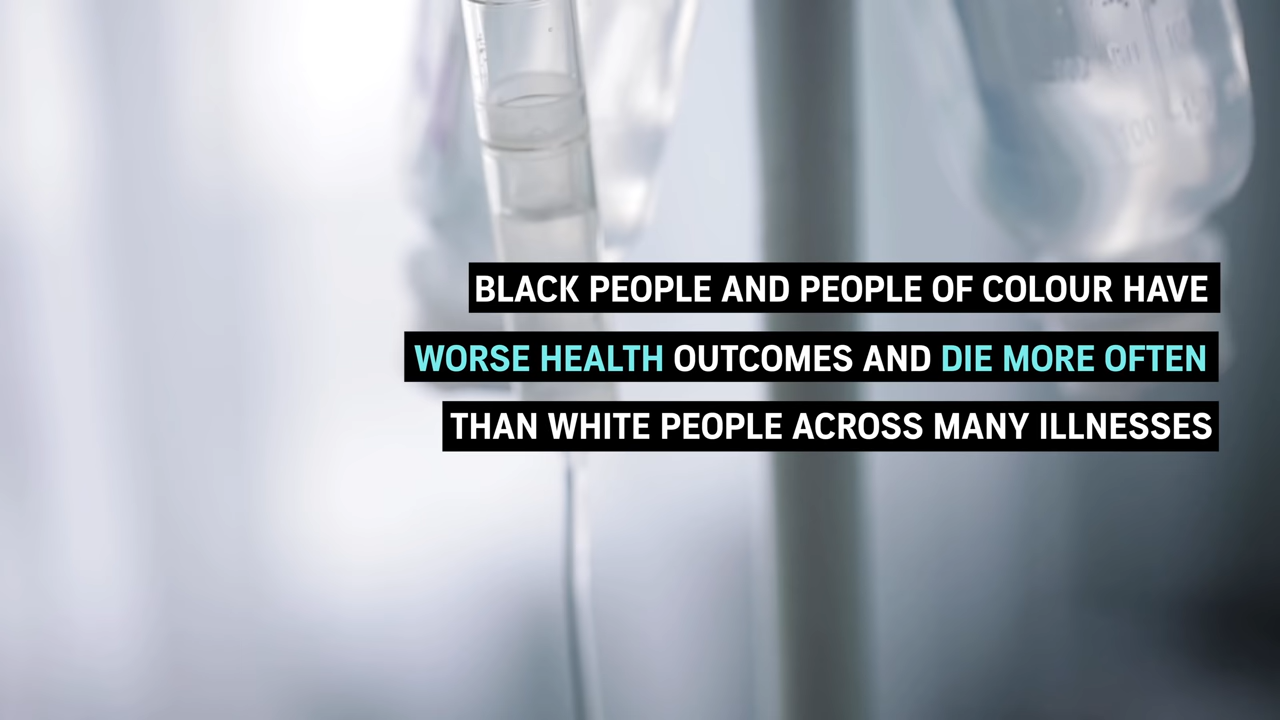 BLACK PEOPLE AND PEOPLE OF COLOUR HAVE
WORSE HEALTH OUTCOMES AND DIE MORE OFTEN
THAN WHITE PEOPLE ACROSS MANY ILLNESSES